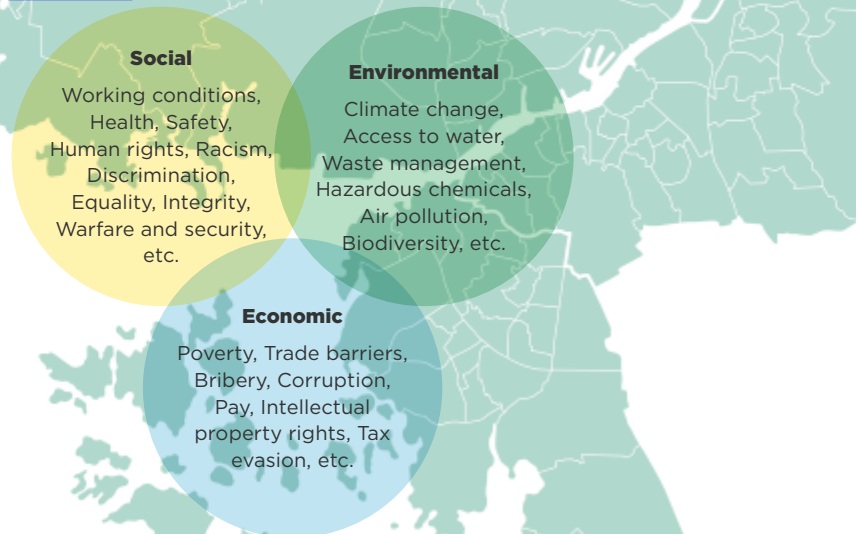 Social
Working conditions,
Health, Safety,
Human rights, Racism,
Discrimination,
Equality, Integrity,
Warfare and security,
etc.
Environmental
Climate change,
Access to water,
Waste management,
Hazardous chemicals,
Air pollution,
Biodiversity, etc.
Economic
Poverty, Trade barriers,
Bribery, Corruption,
Pay, Intellectual
property rights, Tax
evasion, etc.